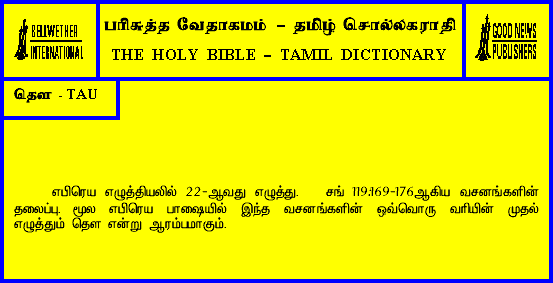 BELLWETHER
INTERNATIONAL
பரிசுத்த வேதாகமம் – தமிழ் சொல்லகராதி
THE HOLY BIBLE – TAMIL DICTIONARY
GOOD NEWS
PUBLISHERS
தௌ - TAU
எபிரெய எழுத்தியலில் 22-ஆவது எழுத்து. சங் 119:169-176ஆகிய வசனங்களின்
தலைப்பு. மூல எபிரெய பாஷையில் இந்த வசனங்களின் ஒவ்வொரு வரியின் முதல்
எழுத்தும் தௌ என்று ஆரம்பமாகும்.